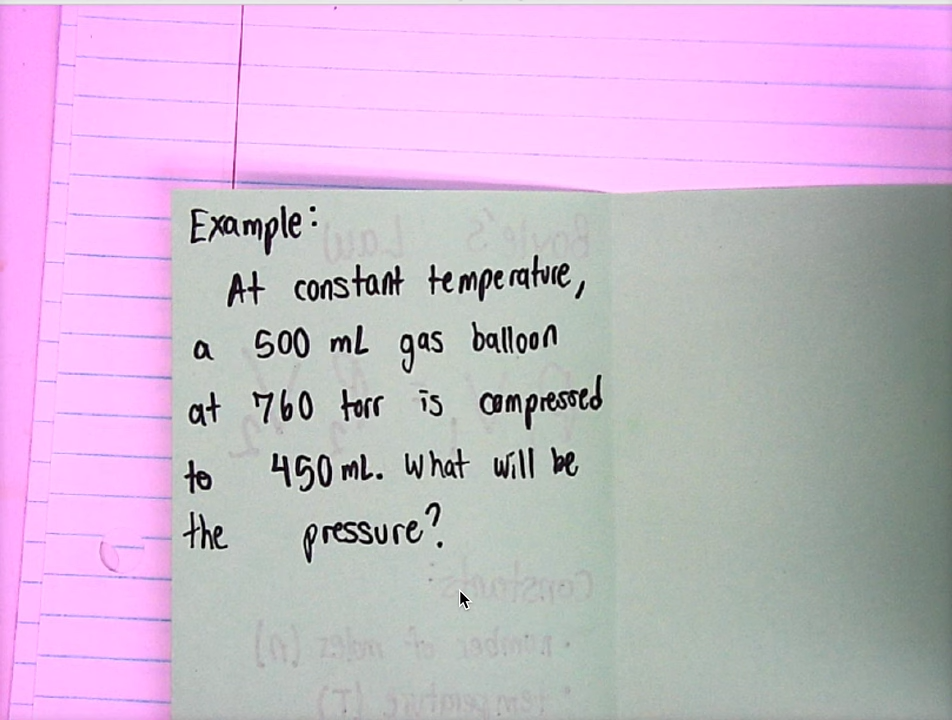 Example:
At constant temperature,
a 500 mL gas balloon
at 760 torr is compressed
to 450 mL. What will be
the pressure?